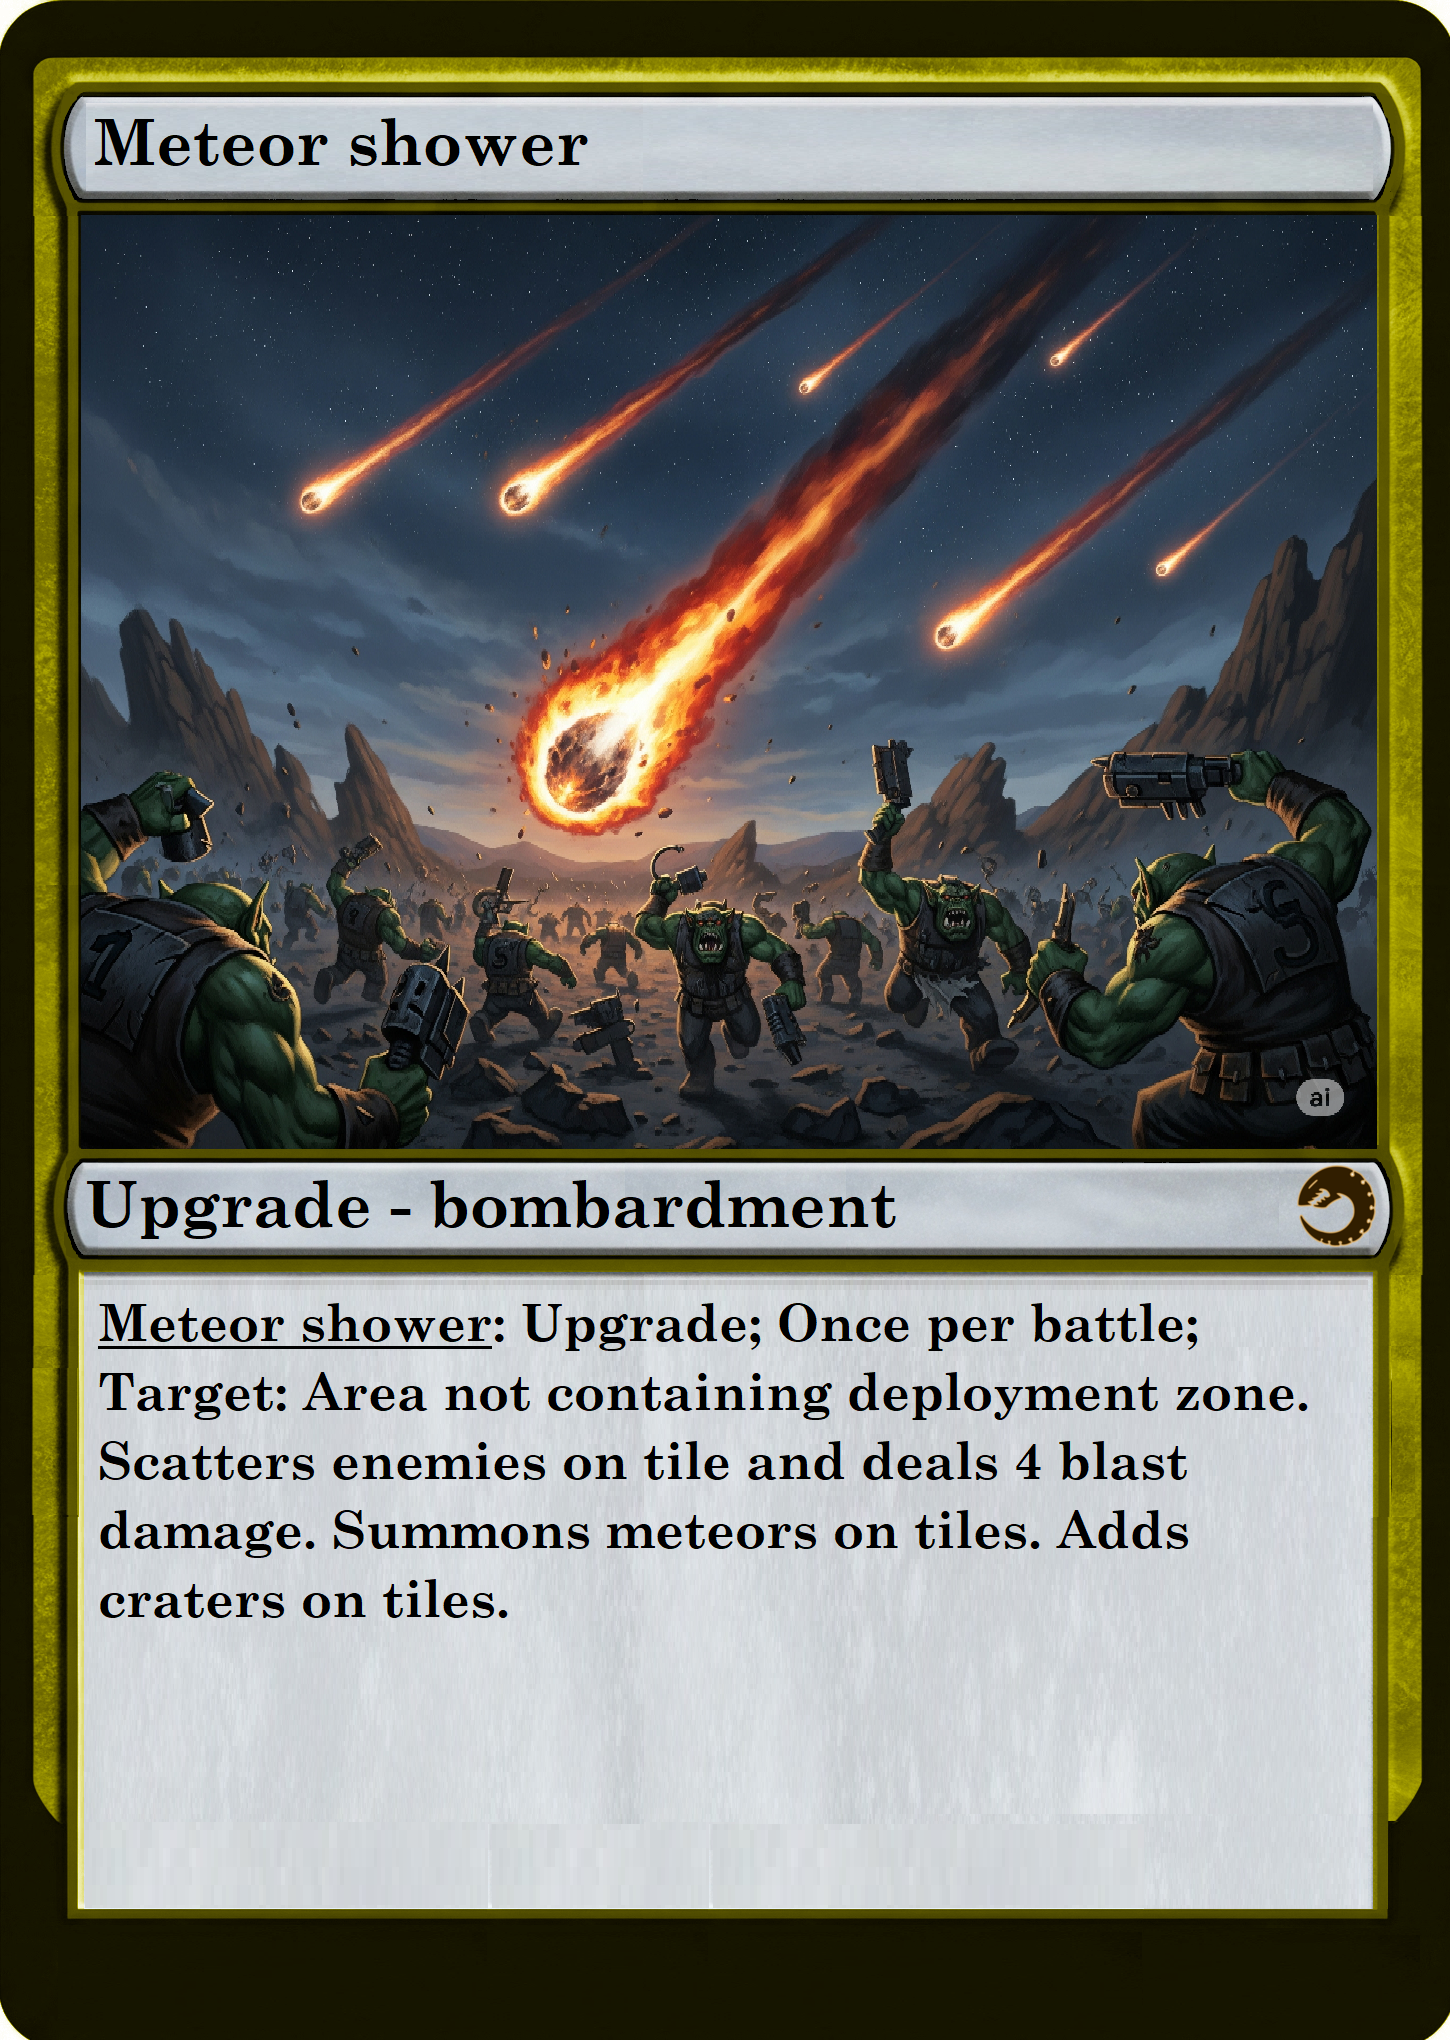 Meteor shower
ai
Upgrade - bombardment
Meteor shower: Upgrade; Once per battle;
Target: Area not containing deployment zone.
Scatters enemies on tile and deals 4 blast
damage. Summons meteors on tiles. Adds
craters on tiles.